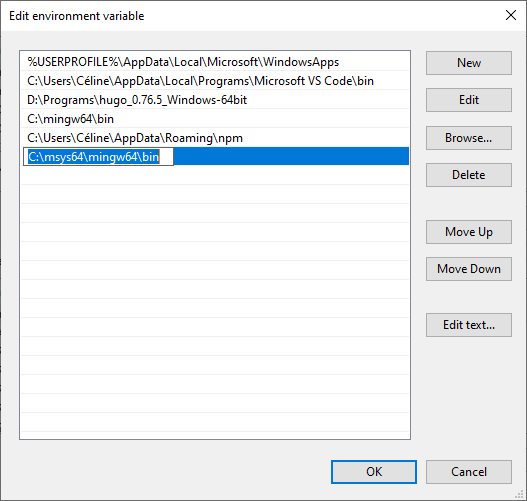 Edit environment variable
%USERPROFILE%\AppData\Local\Microsoft\WindowsApps
C:\Users\Céline\AppData\Local\Programs\Microsoft VS Code\bin
D:\Programs\hugo_0.76.5_Windows-64bit
C:\mingw64\bin
C:\Users\Céline\AppData\Roaming\npm
C:\msys64\mingw64\bin
New
Edit
Browse...
Delete
Move Up
Move Down
Edit text...
OK
Cancel